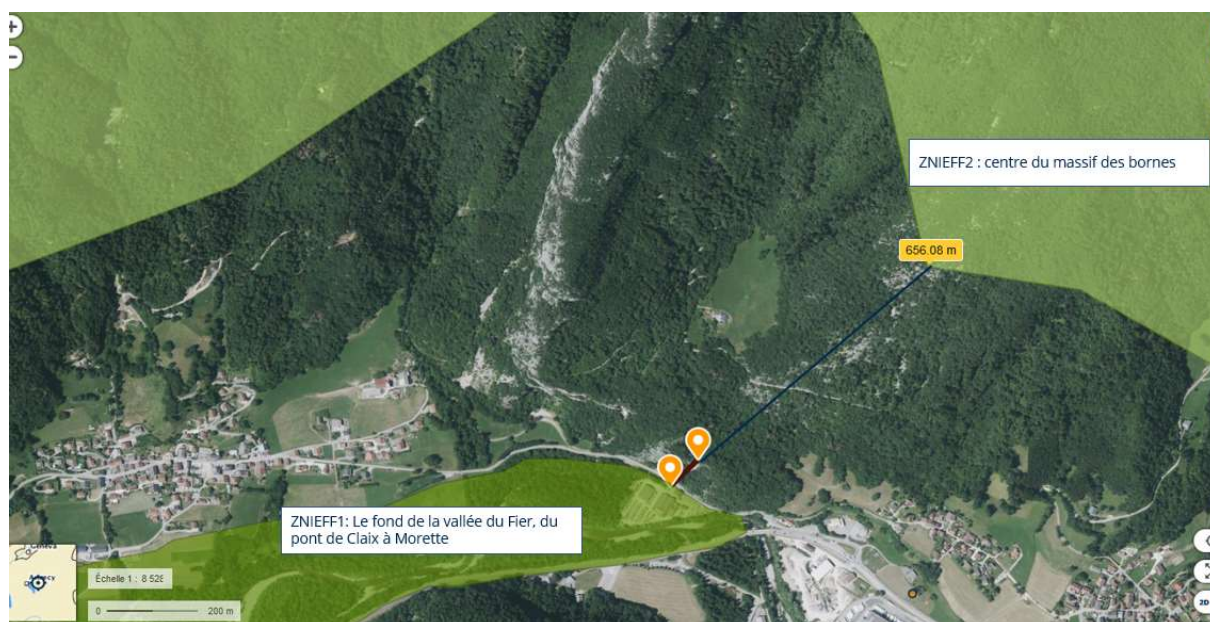 +
−
ZNIEFF2 : centre du massif des bornes
656.08 m
ZNIEFF1: Le fond de la vallée du Fier, du
pont de Claix à Morette
Échelle 1 : 8 528
0 200 m
2D